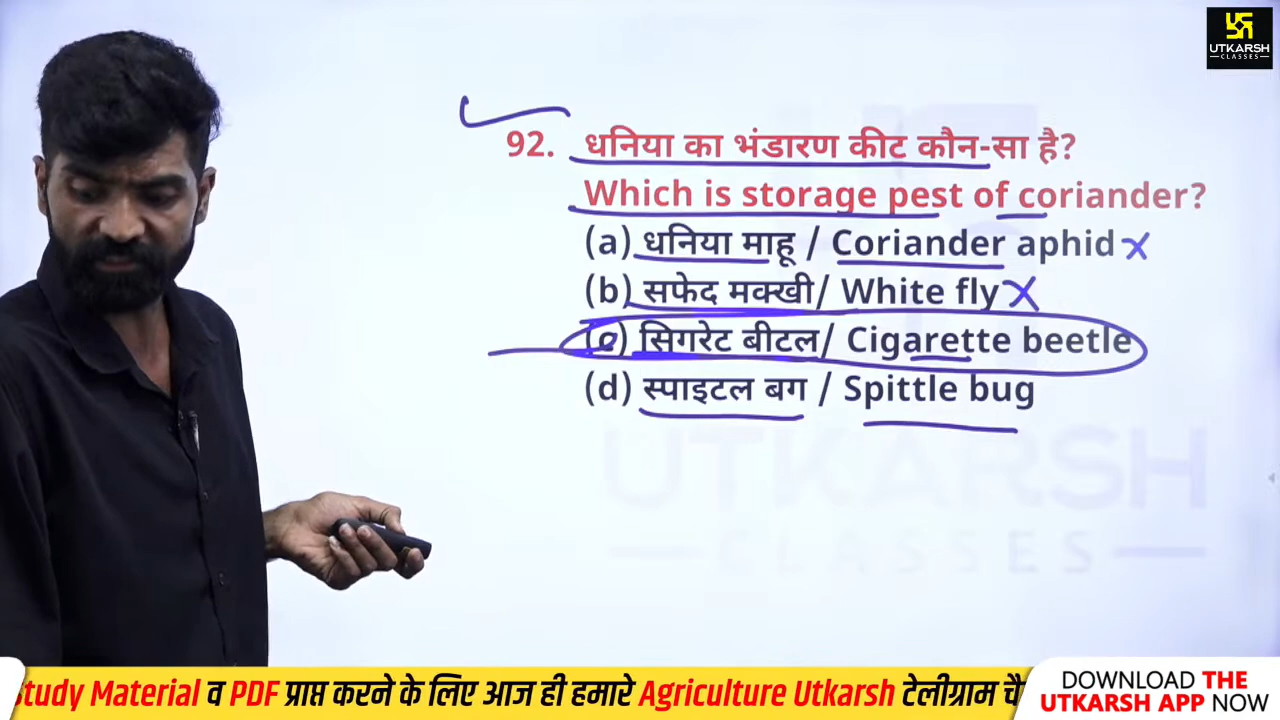 UTKARSH
CLASSES
92. धनिया का भंडारण कीट कौन-सा है?
Which is storage pest of coriander?
(a) धनिया माहू / Coriander aphid
(b) सफेद मक्खी/ White fly
(c) सिगरेट बीटल/ Cigarette beetle
(d) स्पाइटल बग / Spittle bug
UTKARSH
CLASSES
Study Material व PDF प्राप्त करने के लिए आज ही हमारे Agriculture Utkarsh टेलीग्राम
DOWNLOAD THE
UTKARSH APP NOW